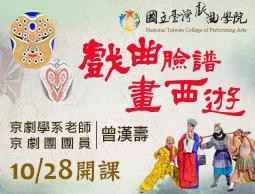 國立臺灣戲曲學院
National Taiwan College of Performing Arts
戲曲臉譜
畫西遊
京劇學系老師
京劇團團員
曾漢壽
10/28開課